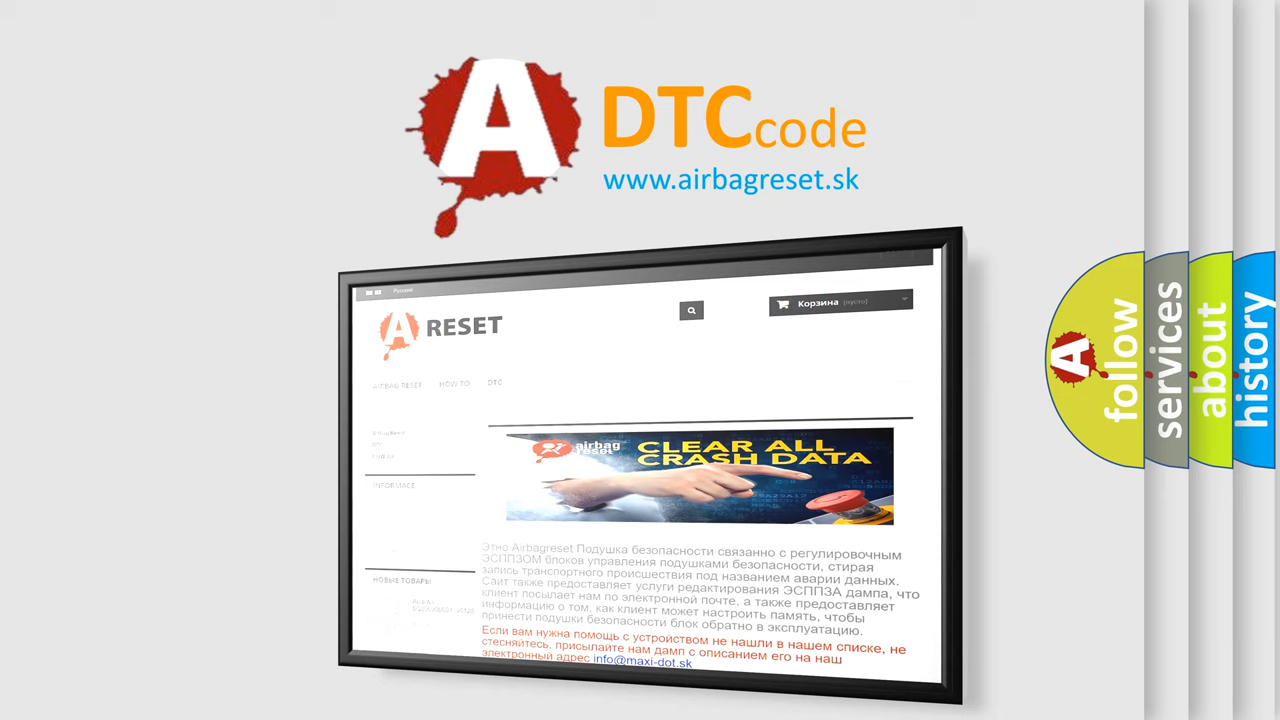 A DTCcode
www.airbagreset.sk
Русский
Корзина (пусто)
A RESET
AIRBAG RESET HOW TO DTC
INFORMACE
airbag
reset
CLEAR ALL
CRASH DATA
Этно Airbagreset Подушка безопасности связанно с регулировочным
ЭСППЗОМ блоков управления подушками безопасности, стирая
запись транспортного происшествия под названием аварии данных.
Сайт также предоставляет услуги редактирования ЭСППЗА дампа, что
клиент посылает нам по электронной почте, а также предоставляет
информацию о том, как клиент может настроить память, чтобы
принести подушки безопасности блок обратно в эксплуатацию.
Если вам нужна помощь с устройством не нашли в нашем списке, не
стесняйтесь, присылайте нам дамп с описанием его на наш
электронный адрес info@maxi-dot.sk
НОВЫЕ ТОВАРЫ
A follow
services
about
history